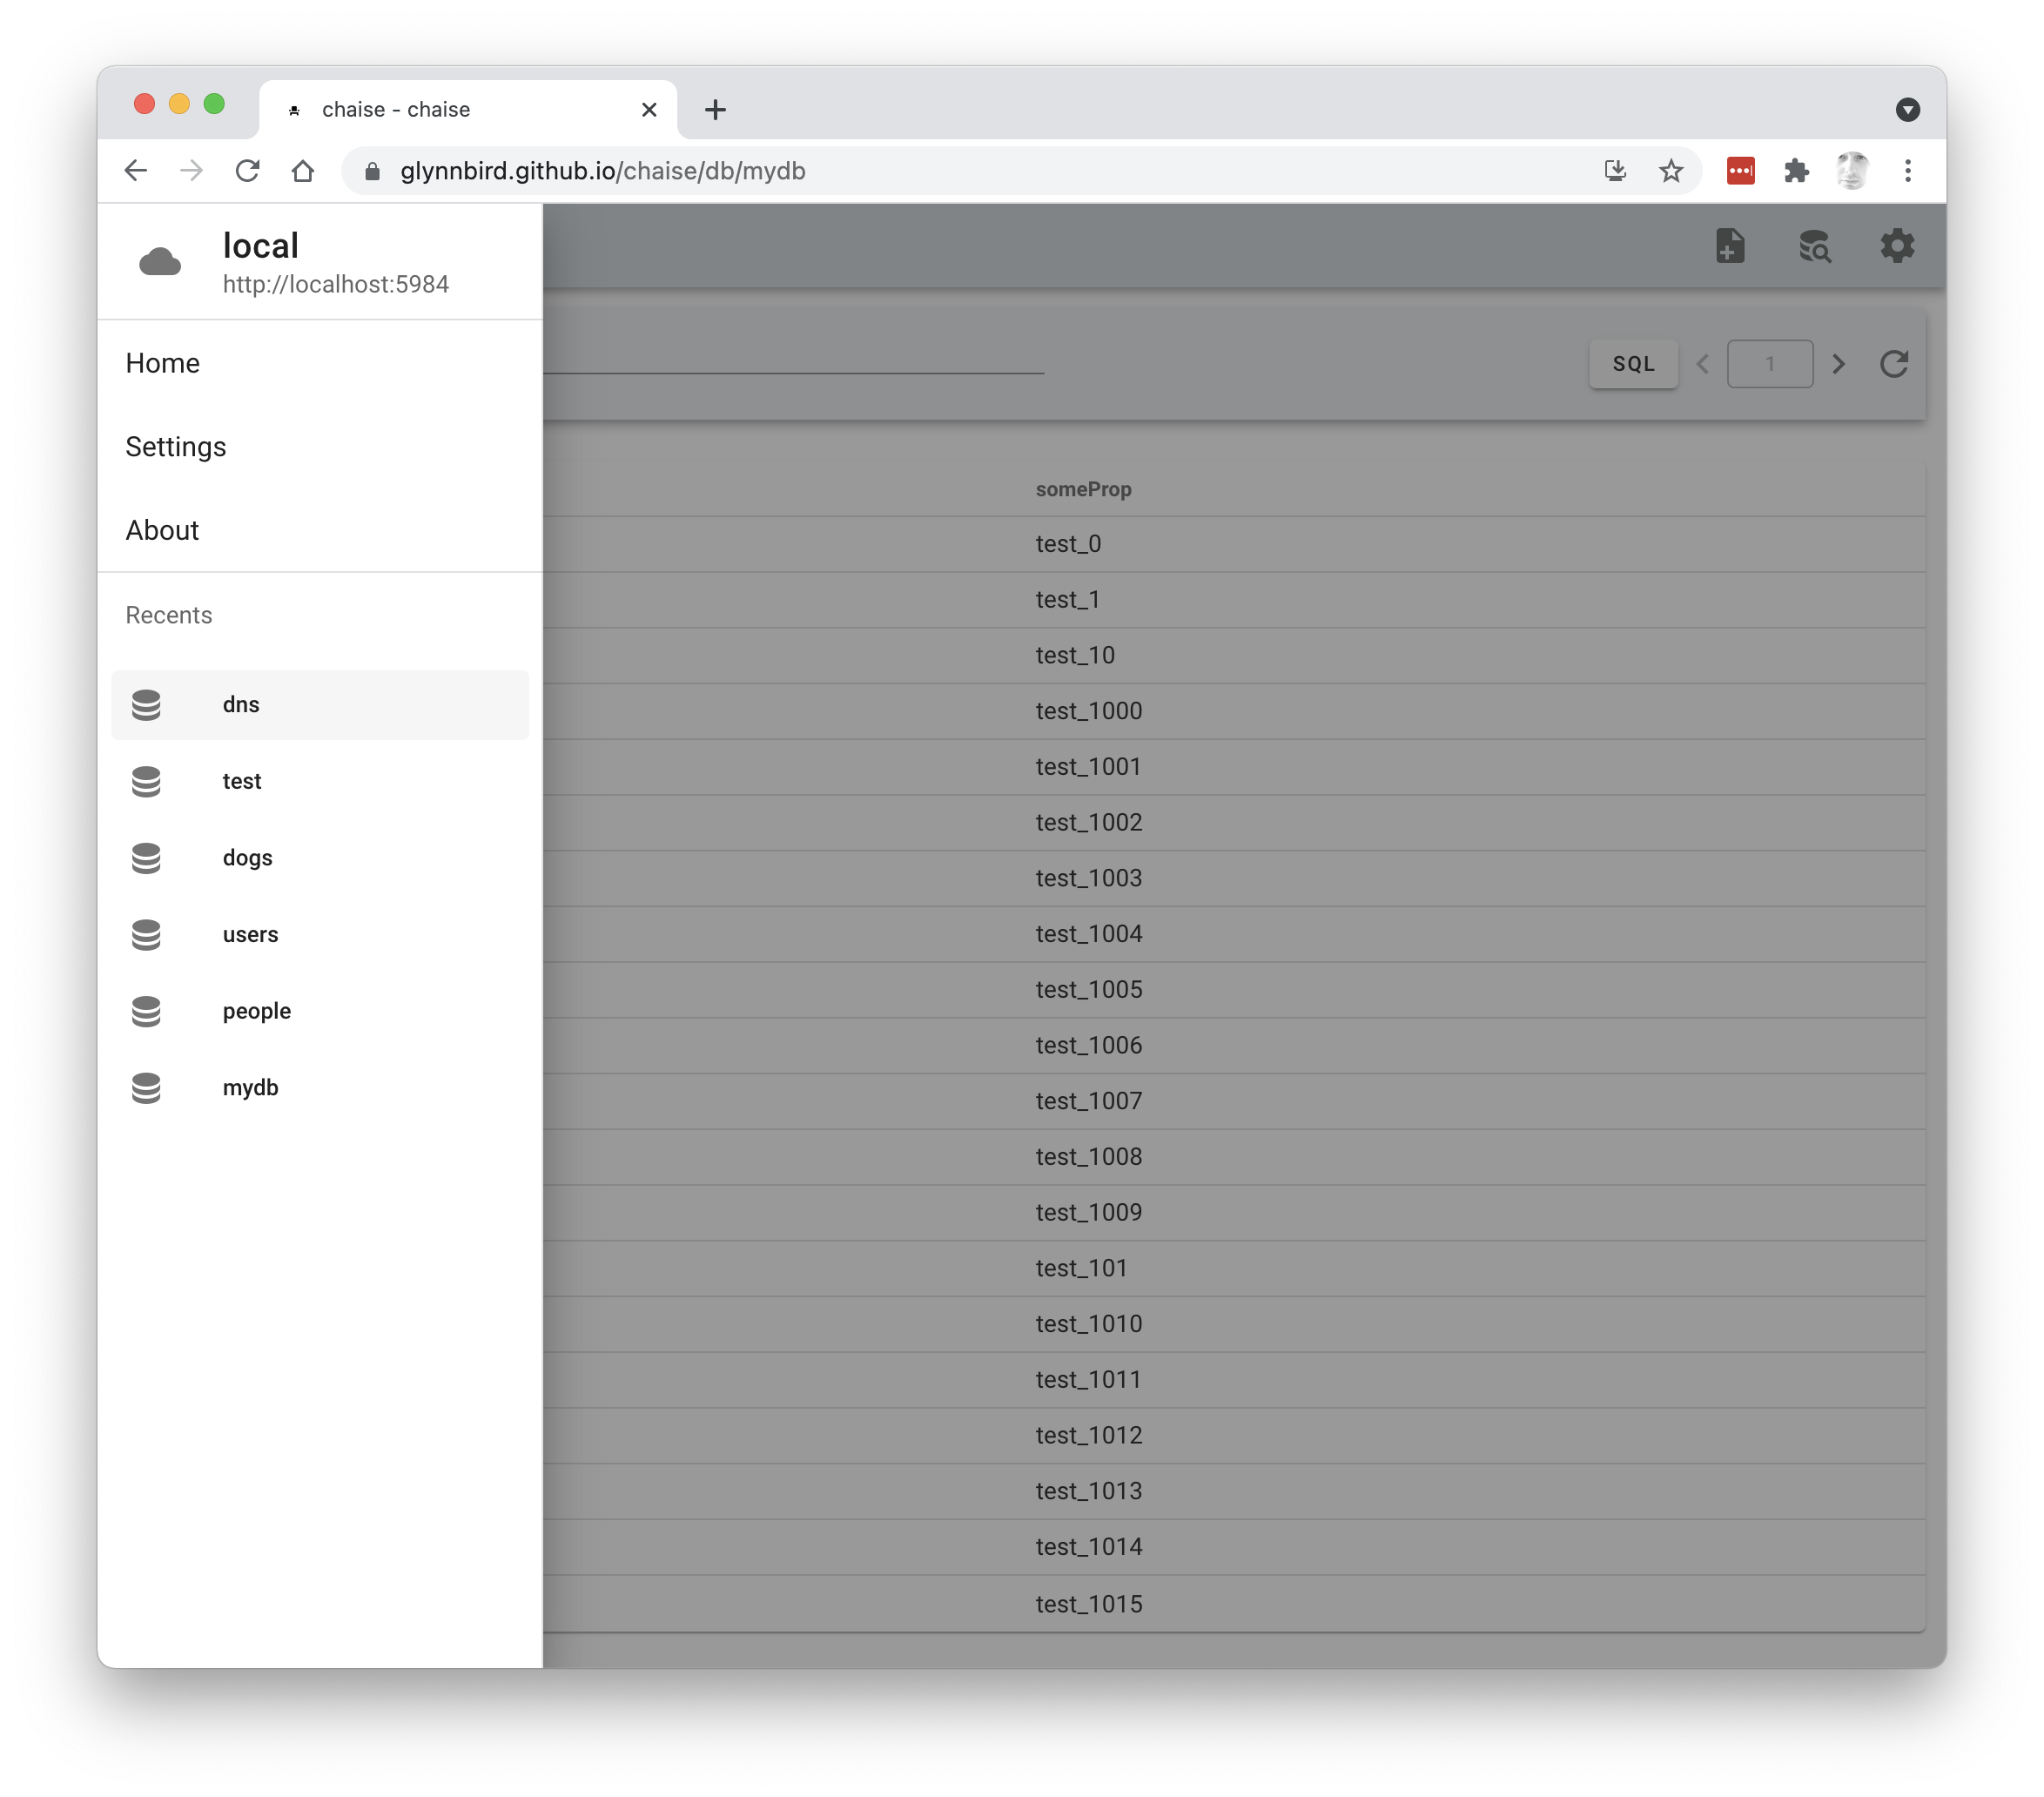 chaise - chaise
glynnbird.github.io/chaise/db/mydb
local
http://localhost:5984
Home
Settings
About
Recents
dns
test
dogs
users
people
mydb
SQL
1
someProp
test_0
test_1
test_10
test_1000
test_1001
test_1002
test_1003
test_1004
test_1005
test_1006
test_1007
test_1008
test_1009
test_101
test_1010
test_1011
test_1012
test_1013
test_1014
test_1015